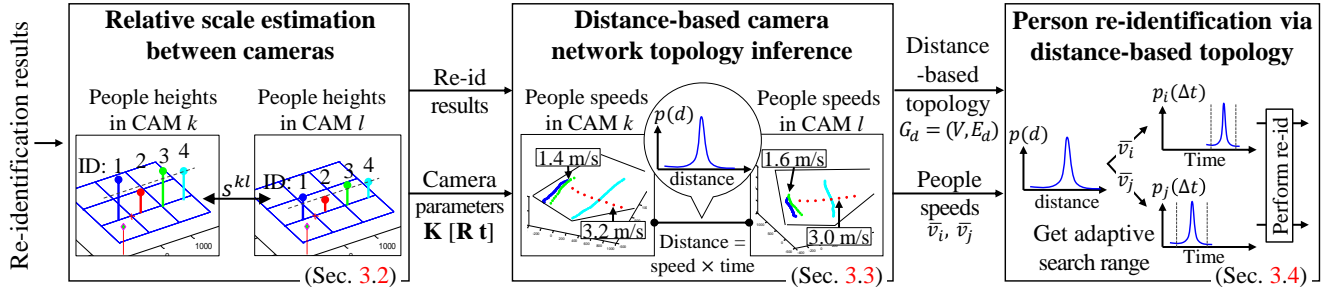 Re-identification results
Relative scale estimation
between cameras
People heights
in CAM k
People heights
in CAM l
ID: 1 2 3 4
1000
s^{kl}
ID: 1 2 3 4
1000
(Sec. 3.2)
Re-id
results
Camera
parameters
K [R t]
Distance-based camera
network topology inference
People speeds
in CAM k
1.4 m/s
3.2 m/s
p(d)
distance
People speeds
in CAM l
1.6 m/s
3.0 m/s
Distance =
speed × time
(Sec. 3.3)
Distance
-based
topology
G_d = (V, E_d)
People
speeds
v̅_i, v̅_j
Person re-identification via
distance-based topology
p(d)
distance
v̅_i
v̅_j
p_i(Δt)
Time
p_j(Δt)
Time
Get adaptive
search range
Perform re-id
(Sec. 3.4)